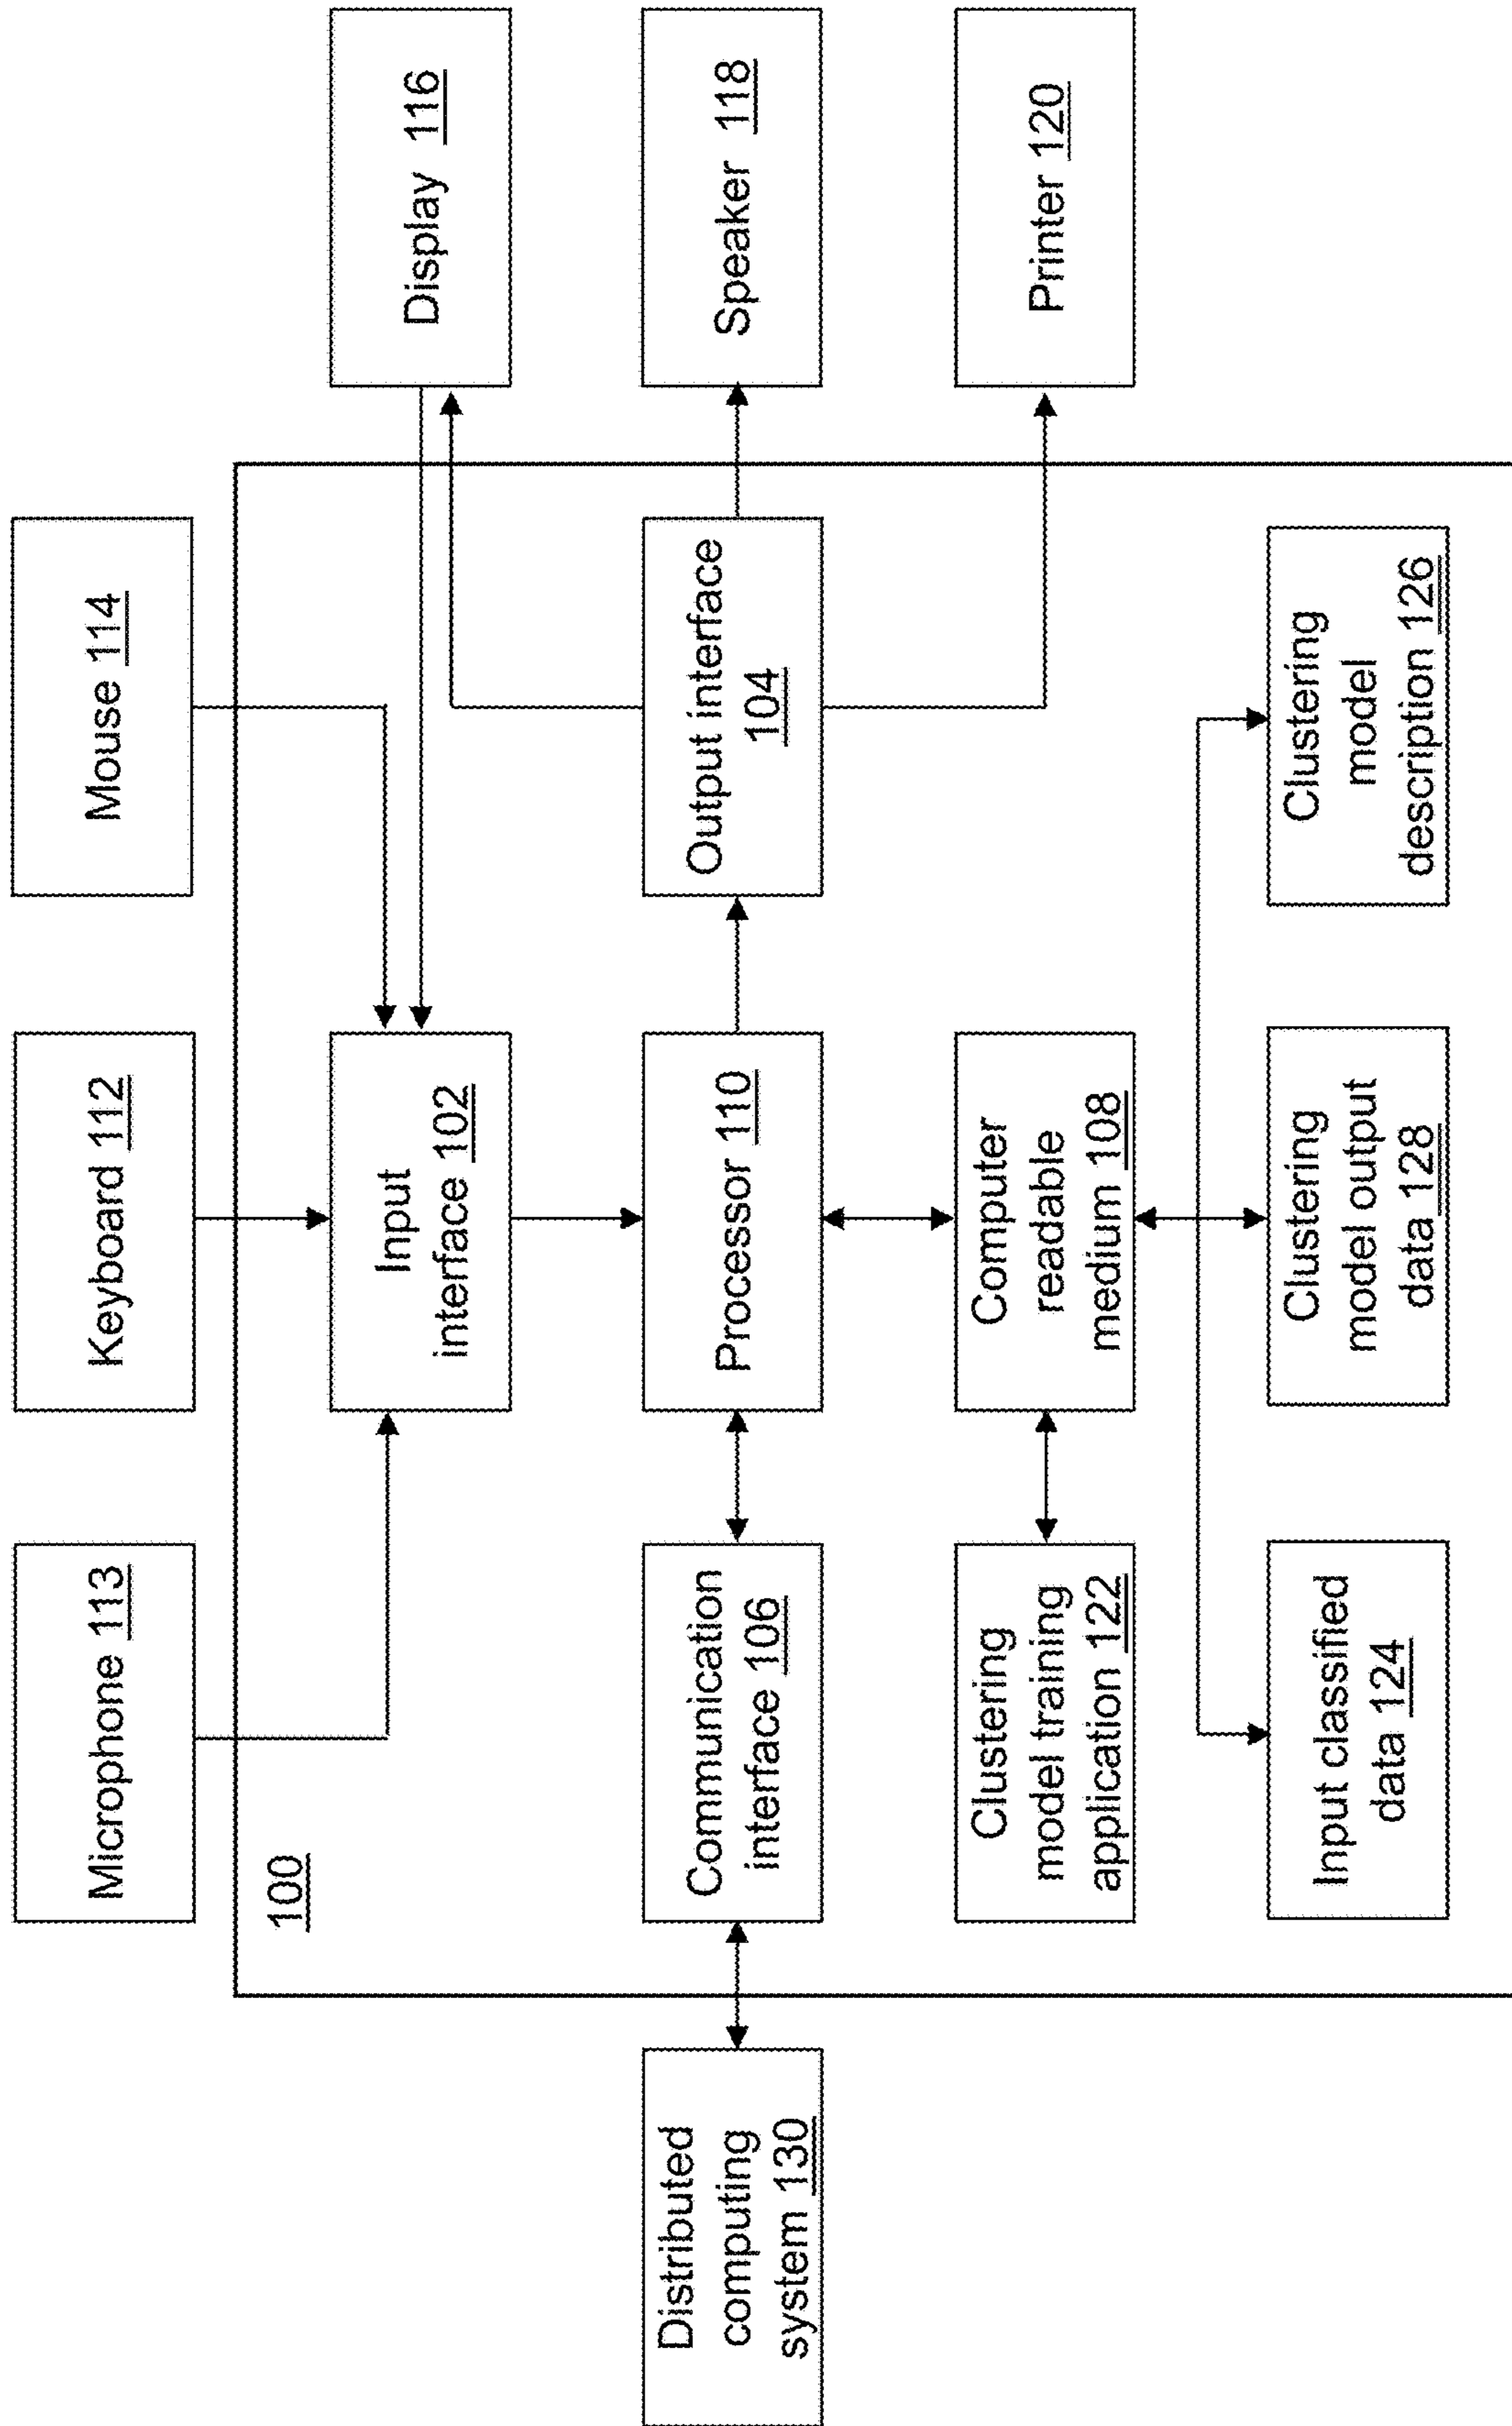 Microphone 113
Keyboard 112
Mouse 114
100
Input
interface 102
Display 116
Distributed
computing
system 130
Communication
interface 106
Processor 110
Output interface
104
Speaker 118
Clustering
model training
application 122
Computer
readable
medium 108
Printer 120
Input classified
data 124
Clustering
model output
data 128
Clustering
model
description 126